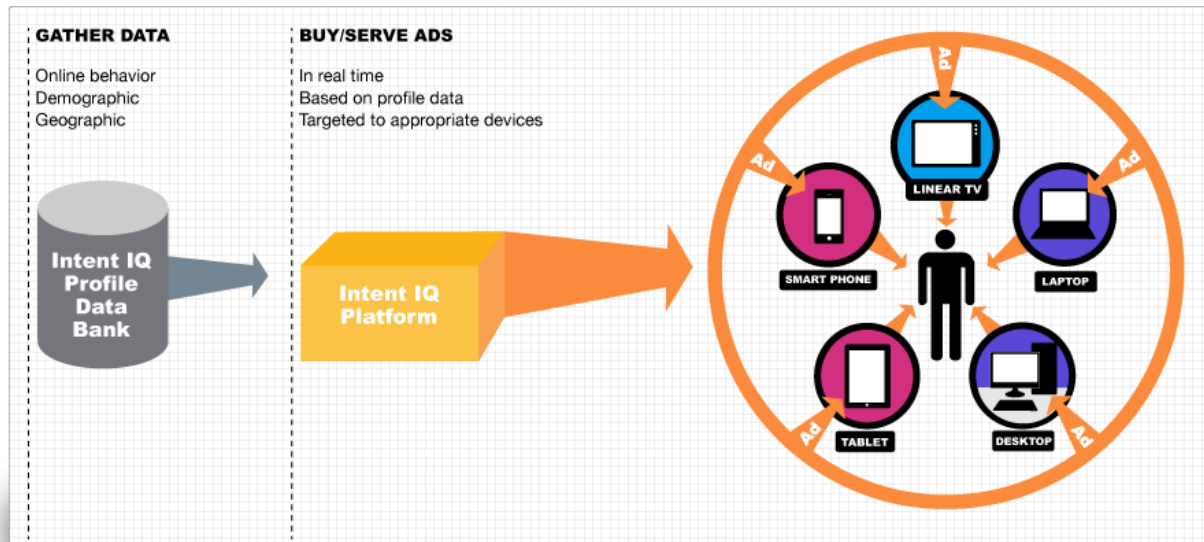 GATHER DATA
Online behavior
Demographic
Geographic
BUY/SERVE ADS
In real time
Based on profile data
Targeted to appropriate devices
Intent IQ
Profile
Data
Bank
Intent IQ
Platform
Ad
Ad
Ad
LINEAR TV
SMART PHONE
LAPTOP
TABLET
DESKTOP
Ad
Ad